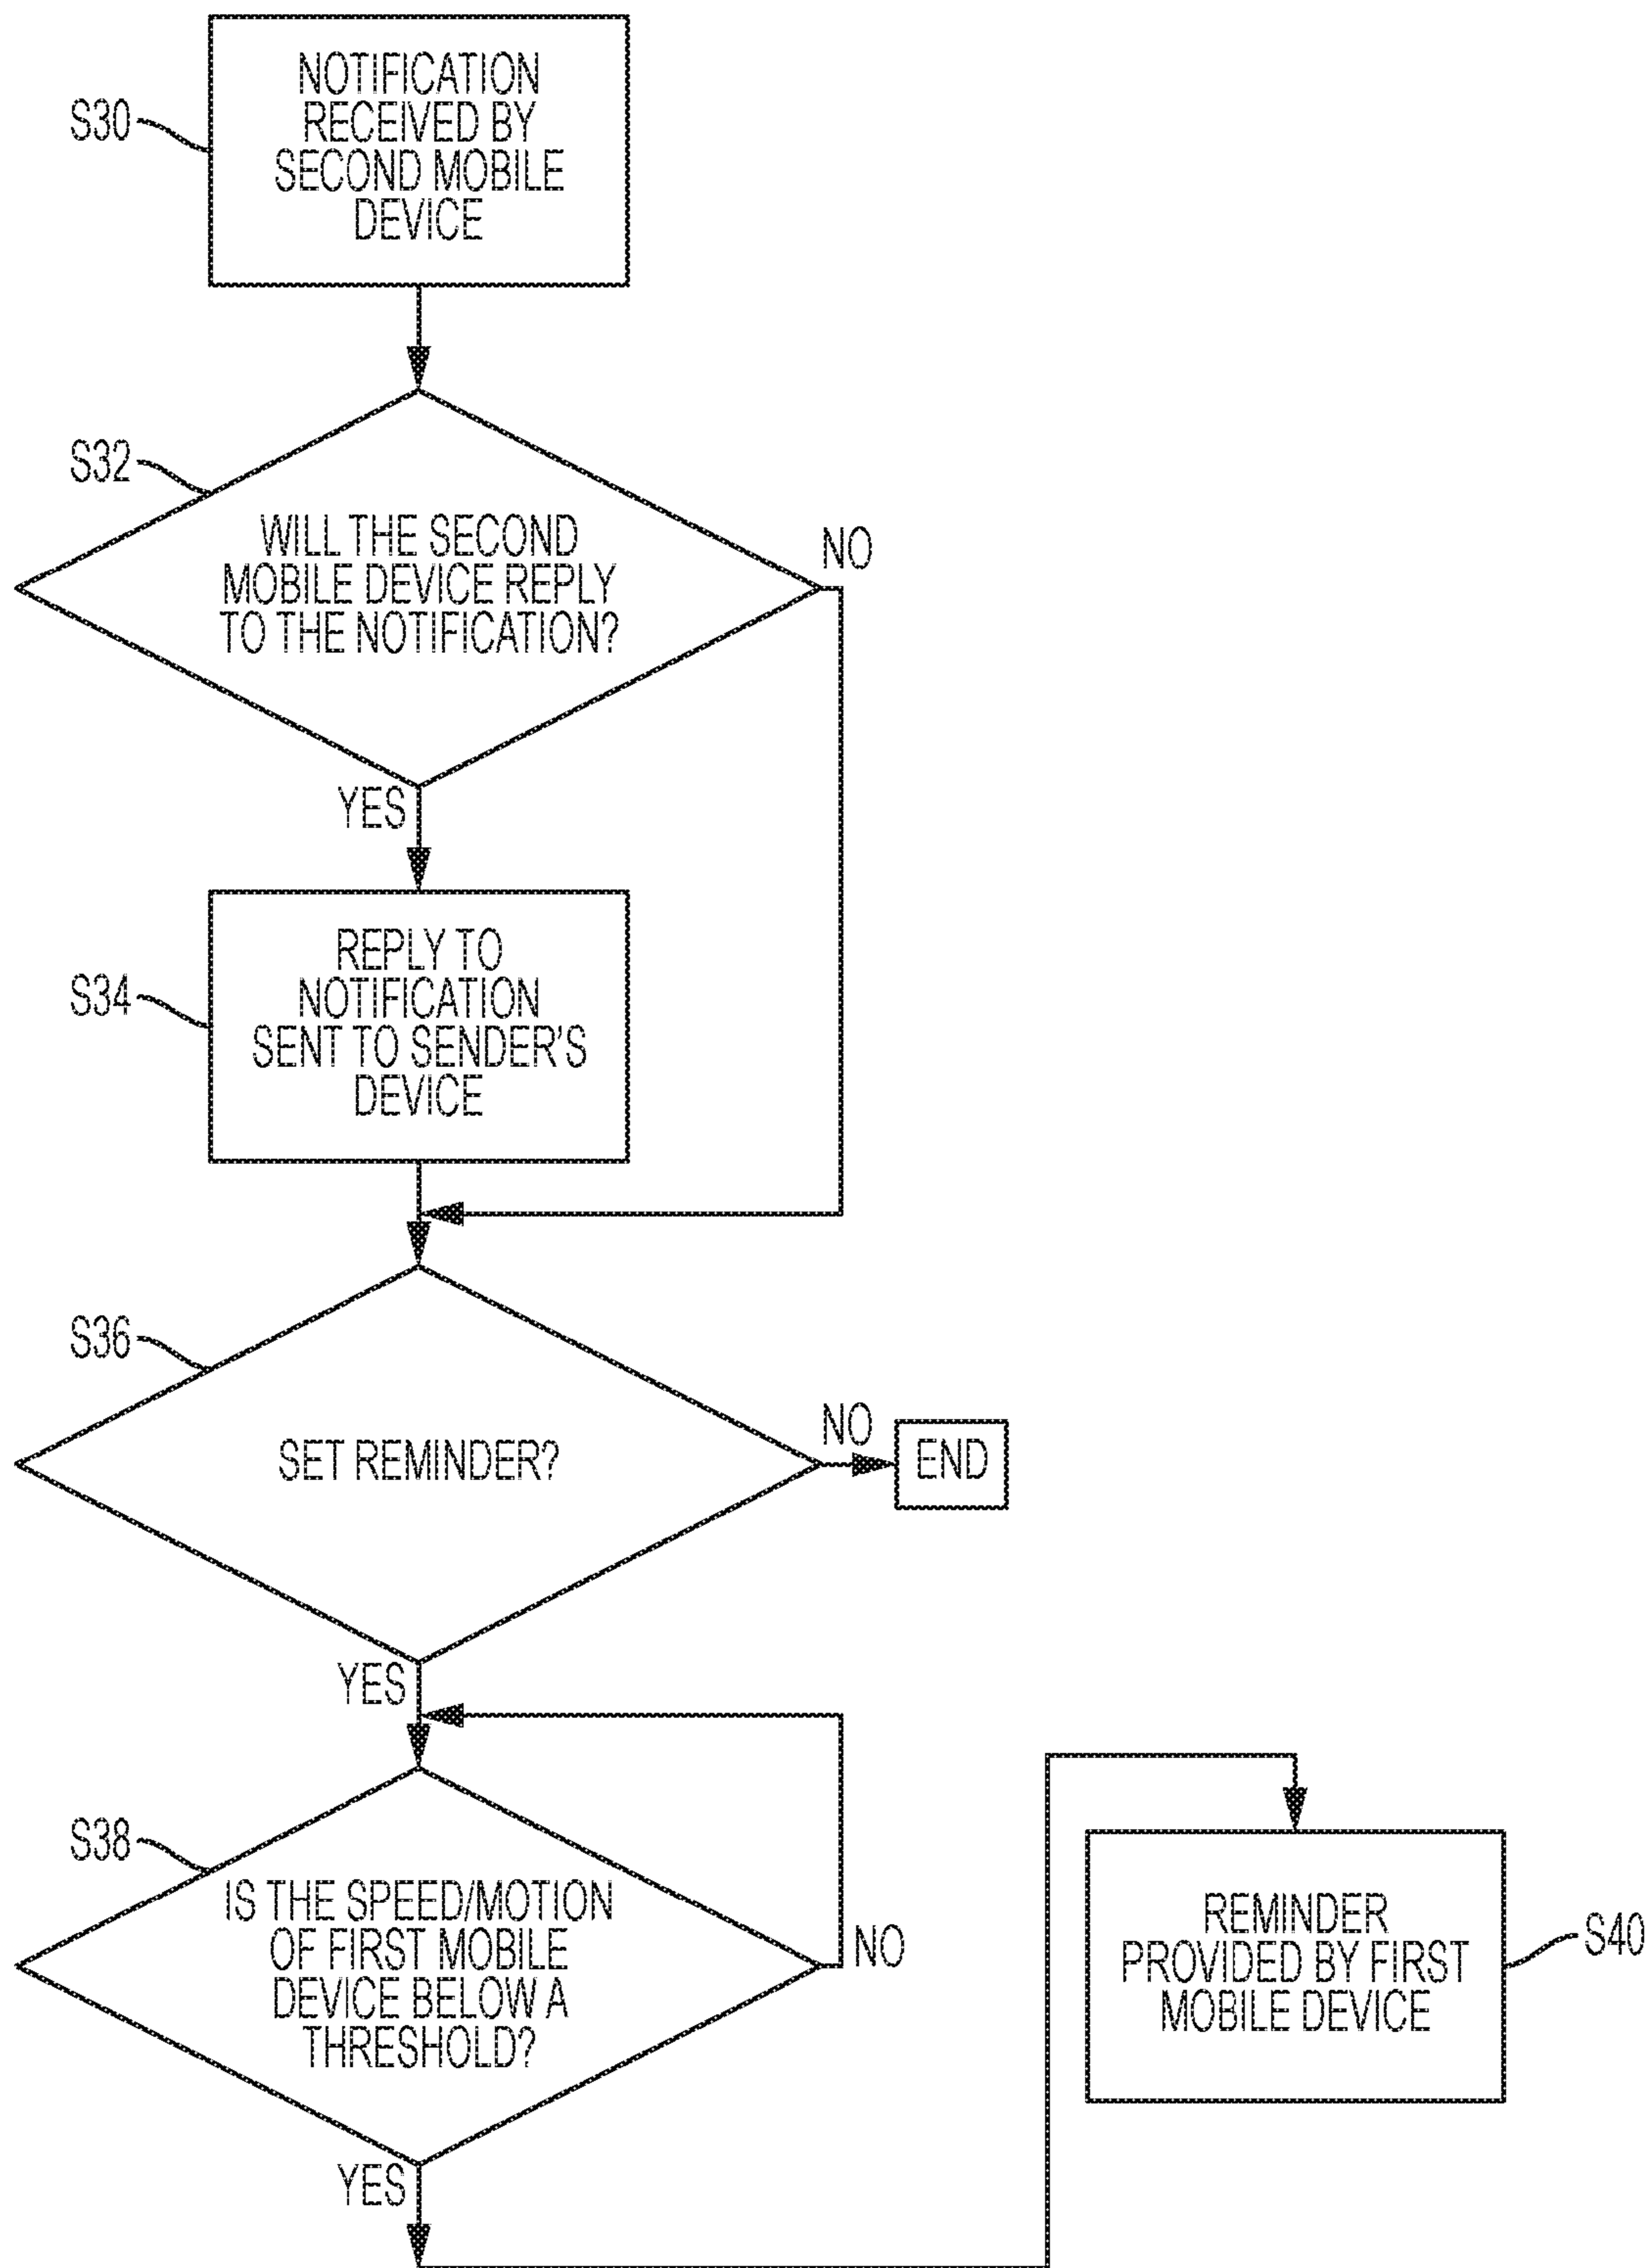 S30
NOTIFICATION
RECEIVED BY
SECOND MOBILE
DEVICE
S32
WILL THE SECOND
MOBILE DEVICE REPLY
TO THE NOTIFICATION?
NO
YES
S34
REPLY TO
NOTIFICATION
SENT TO SENDER'S
DEVICE
S36
SET REMINDER?
NO
END
YES
S38
IS THE SPEED/MOTION
OF FIRST MOBILE
DEVICE BELOW A
THRESHOLD?
NO
YES
REMINDER
PROVIDED BY FIRST
MOBILE DEVICE
S40